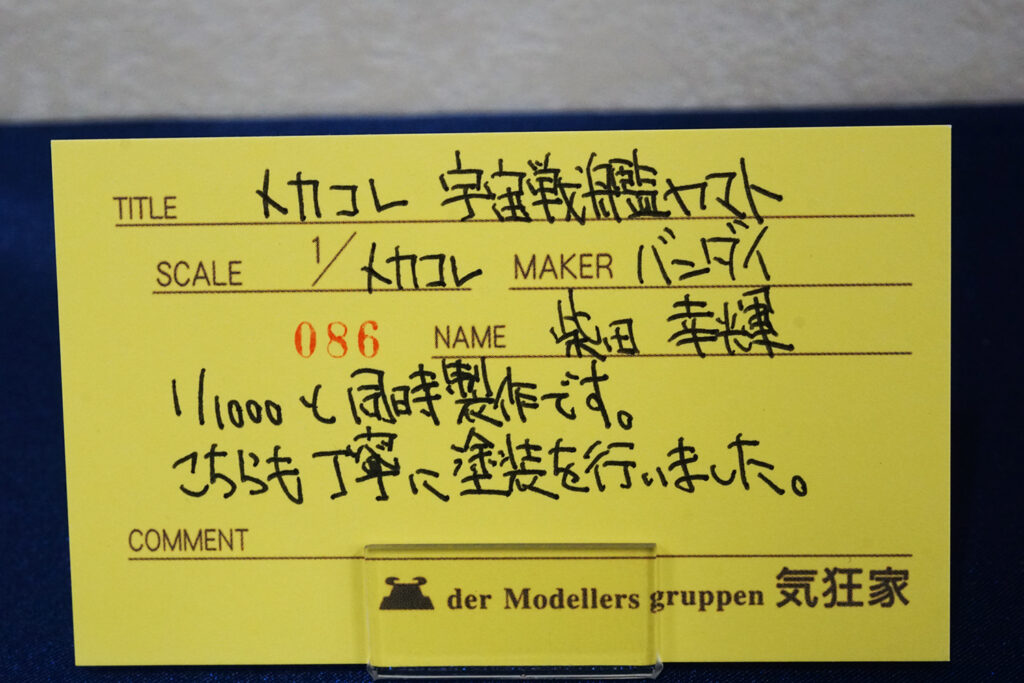 TITLE メカコレ 宇宙戦艦ヤマト
SCALE 1/メカコレ MAKER バンダイ
086 NAME 柴田 幸輝
1/1000と同時製作です。
こちらも丁寧に塗装を行いました。
COMMENT
der Modellers gruppen 気狂家